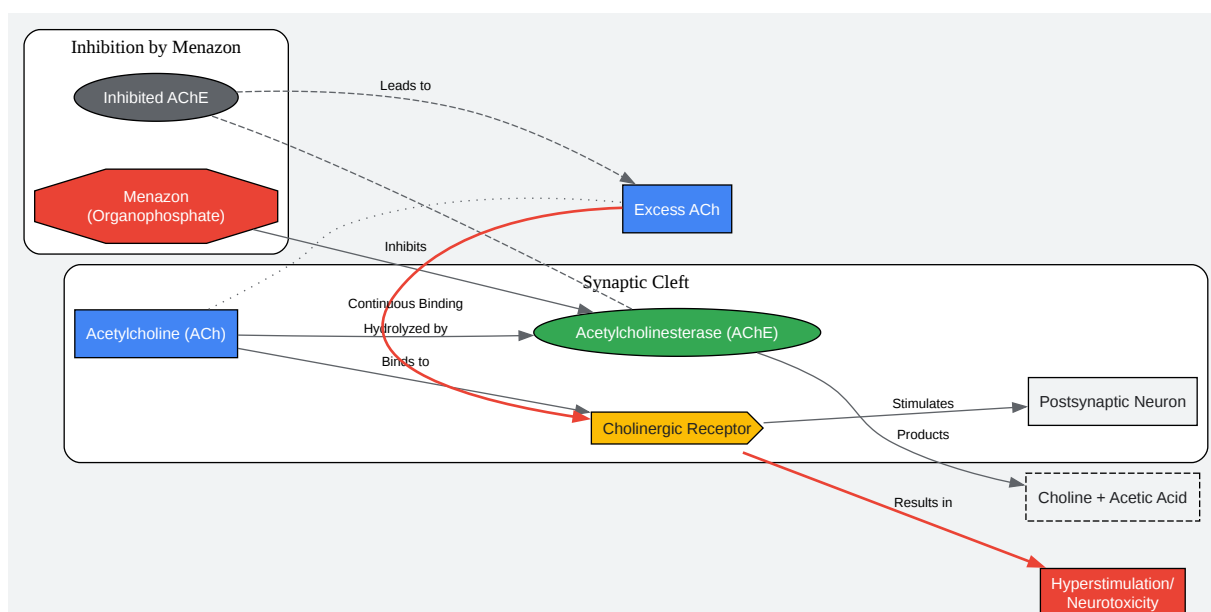 Inhibition by Menazon
Inhibited AChE
Leads to
Menazon
(Organophosphate)
Excess ACh
Inhibits
Synaptic Cleft
Continuous Binding
Acetylcholine (ACh)
Hydrolyzed by
Acetylcholinesterase (AChE)
Binds to
Cholinergic Receptor
Stimulates
Postsynaptic Neuron
Products
Choline + Acetic Acid
Results in
Hyperstimulation/
Neurotoxicity